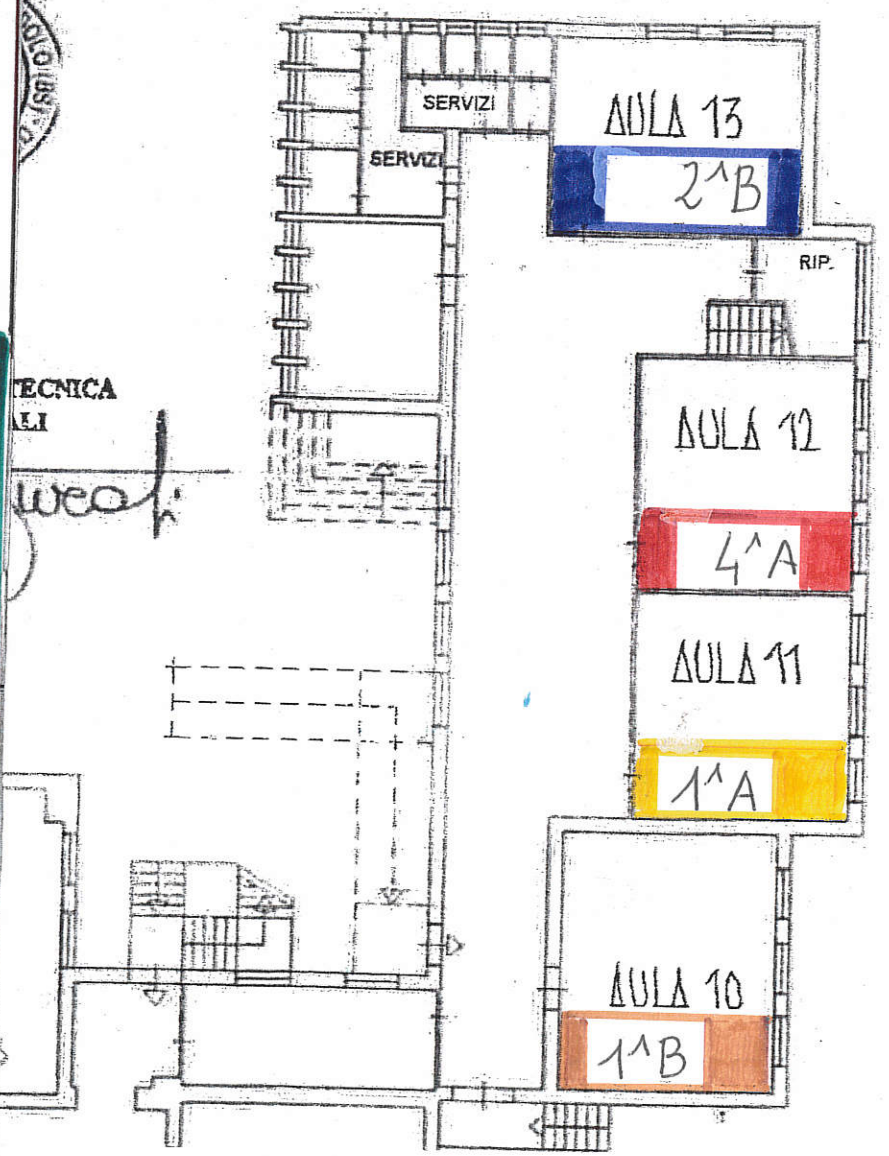 SERVIZI
SERVIZI
AULA 13
2^B
RIP.
TECNICA
ALI
AULA 12
4^A
AULA 11
1^A
AULA 10
1^B